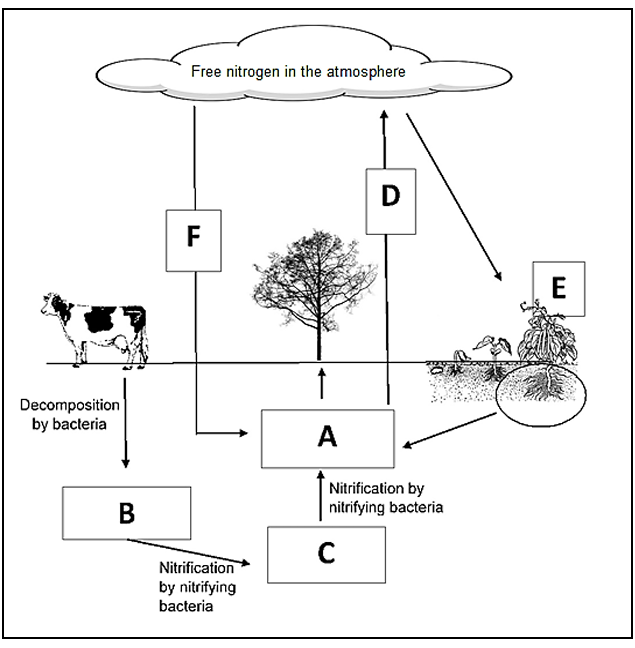 Free nitrogen in the atmosphere
D
F
E
Decomposition
by bacteria
A
Nitrification by
nitrifying bacteria
B
C
Nitrification
by nitrifying
bacteria